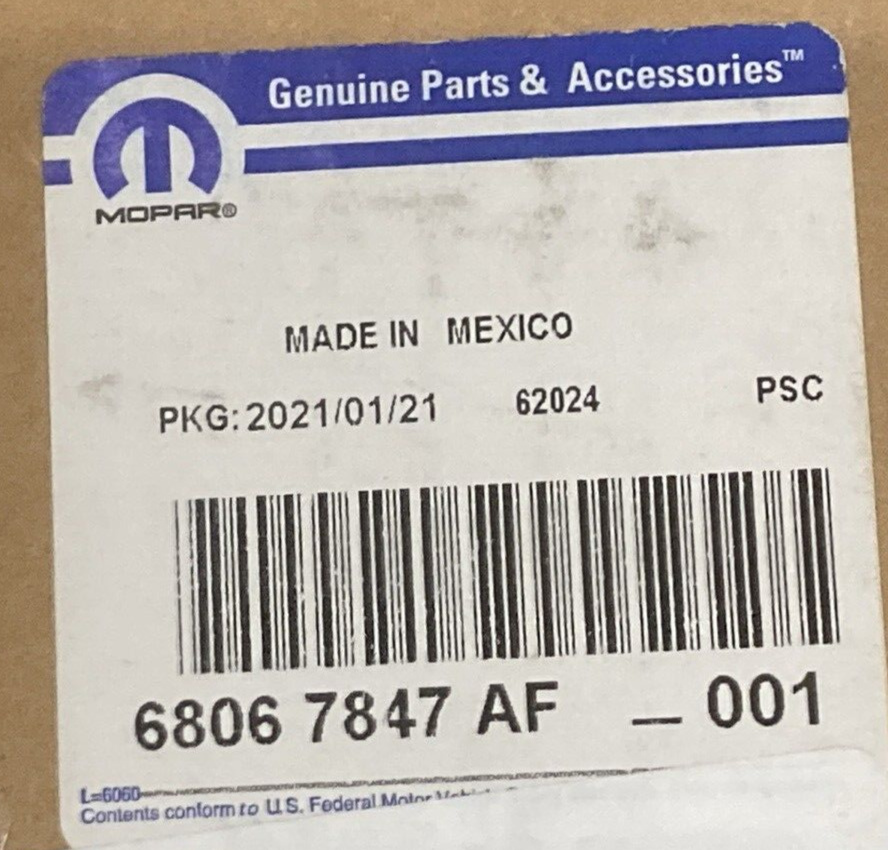 Genuine Parts & Accessories™
MOPAR®
MADE IN MEXICO
PKG: 2021/01/21 62024 PSC
6806 7847 AF — 001
L=6060
Contents conform to U.S. Federal Motor